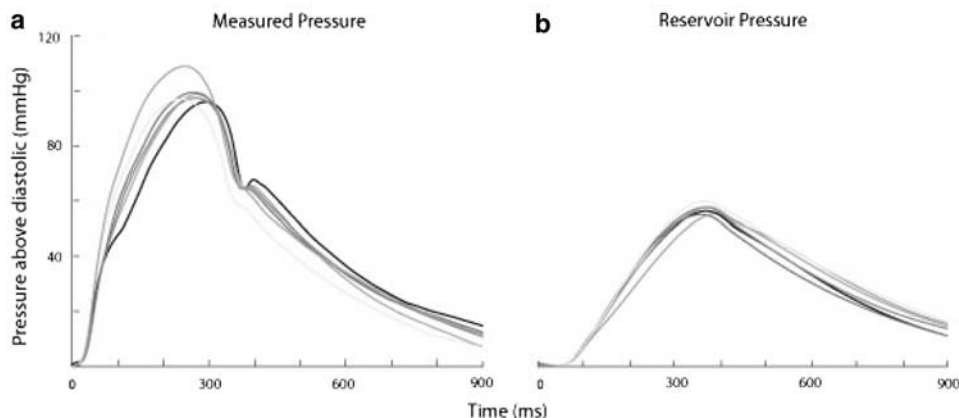 a
Measured Pressure
b
Reservoir Pressure
Pressure above diastolic (mmHg)
120
80
40
0
300
600
900
0
300
600
900
Time (ms)